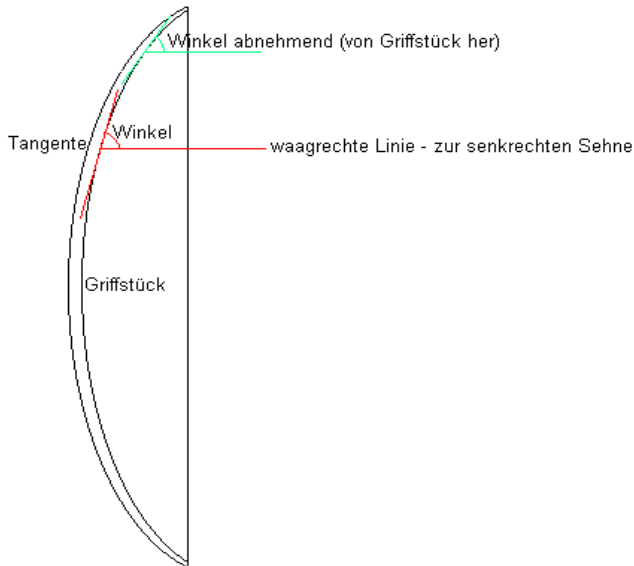 Winkel abnehmend (von Griffstück her)
Winkel
Tangente
waagrechte Linie - zur senkrechten Sehne
Griffstück